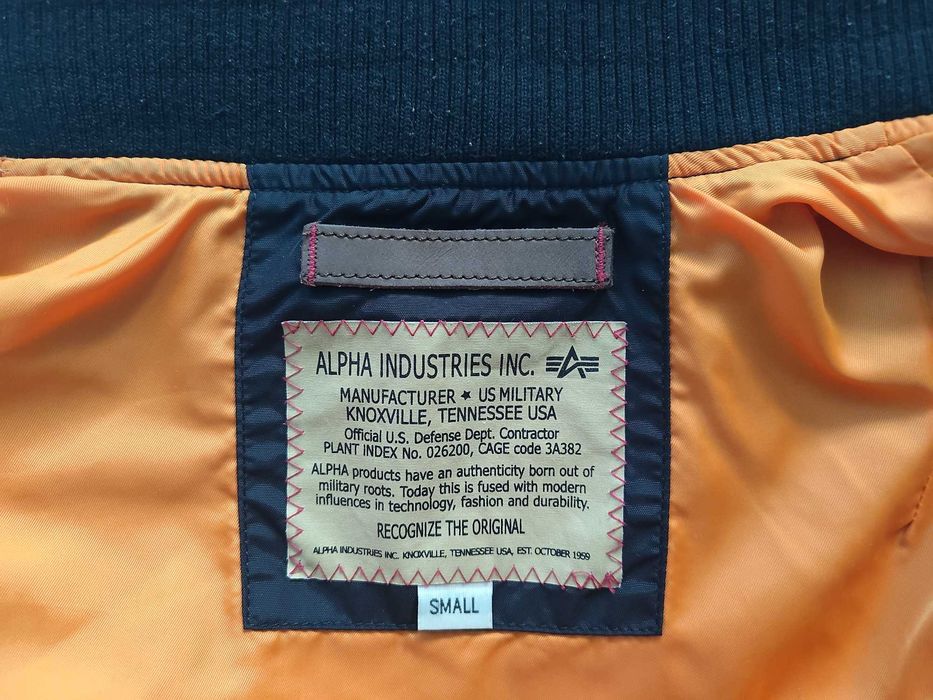 ALPHA INDUSTRIES INC.
MANUFACTURER ★ US MILITARY
KNOXVILLE, TENNESSEE USA
Official U.S. Defense Dept. Contractor
PLANT INDEX No. 026200, CAGE code 3A382
ALPHA products have an authenticity born out of
military roots. Today this is fused with modern
influences in technology, fashion and durability.
RECOGNIZE THE ORIGINAL
ALPHA INDUSTRIES INC. KNOXVILLE, TENNESSEE USA, EST. OCTOBER 1959
SMALL